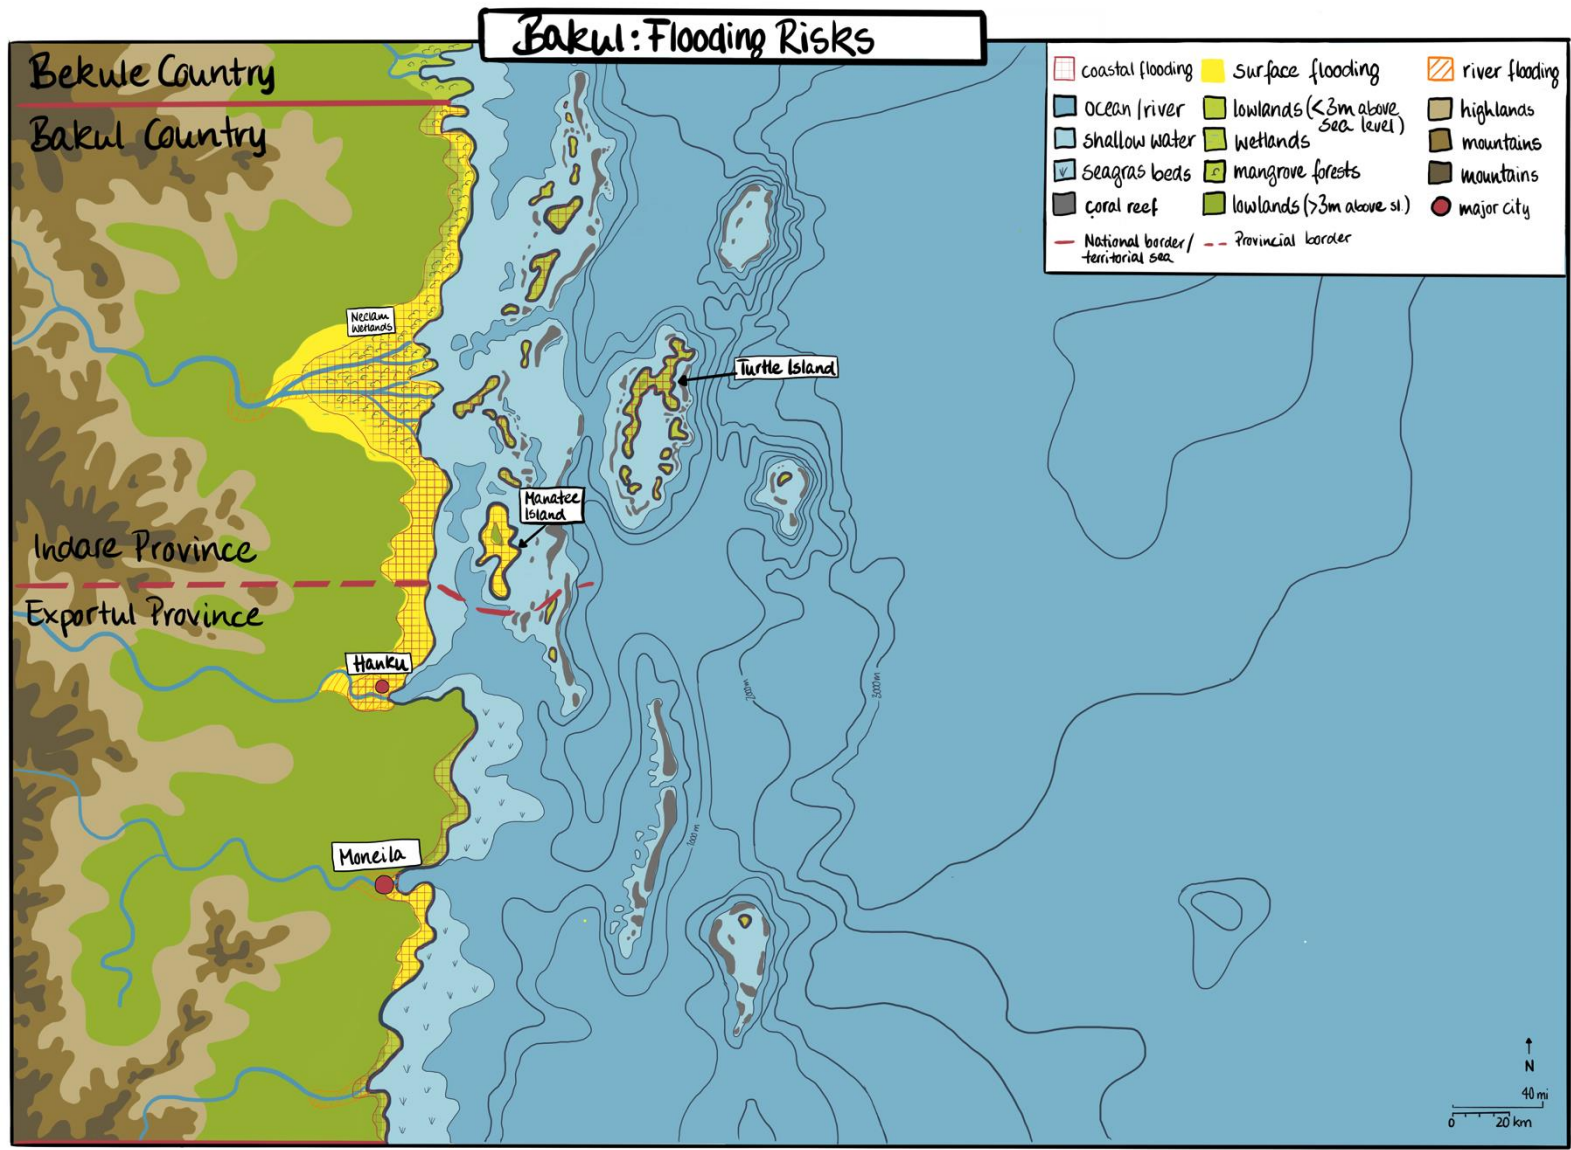 Bakul: Flooding Risks
Bekule Country
Bakul Country
coastal flooding
surface flooding
river flooding
ocean/river
lowlands (<3m above
sea level)
highlands
shallow water
wetlands
mountains
seagras beds
mangrove forests
mountains
coral reef
lowlands (>3m above sl.)
major city
National border/
territorial sea
Provincial border
Neclam
Wetlands
Turtle Island
Manatee
Island
Indare Province
Exportul Province
Hanku
2000m
3000m
1000m
Moneila
N
40 mi
0
20 km